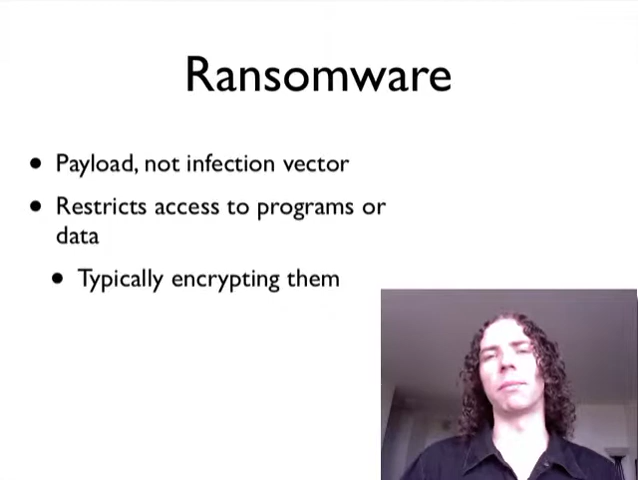 Ransomware
• Payload, not infection vector
• Restricts access to programs or
data
• Typically encrypting them